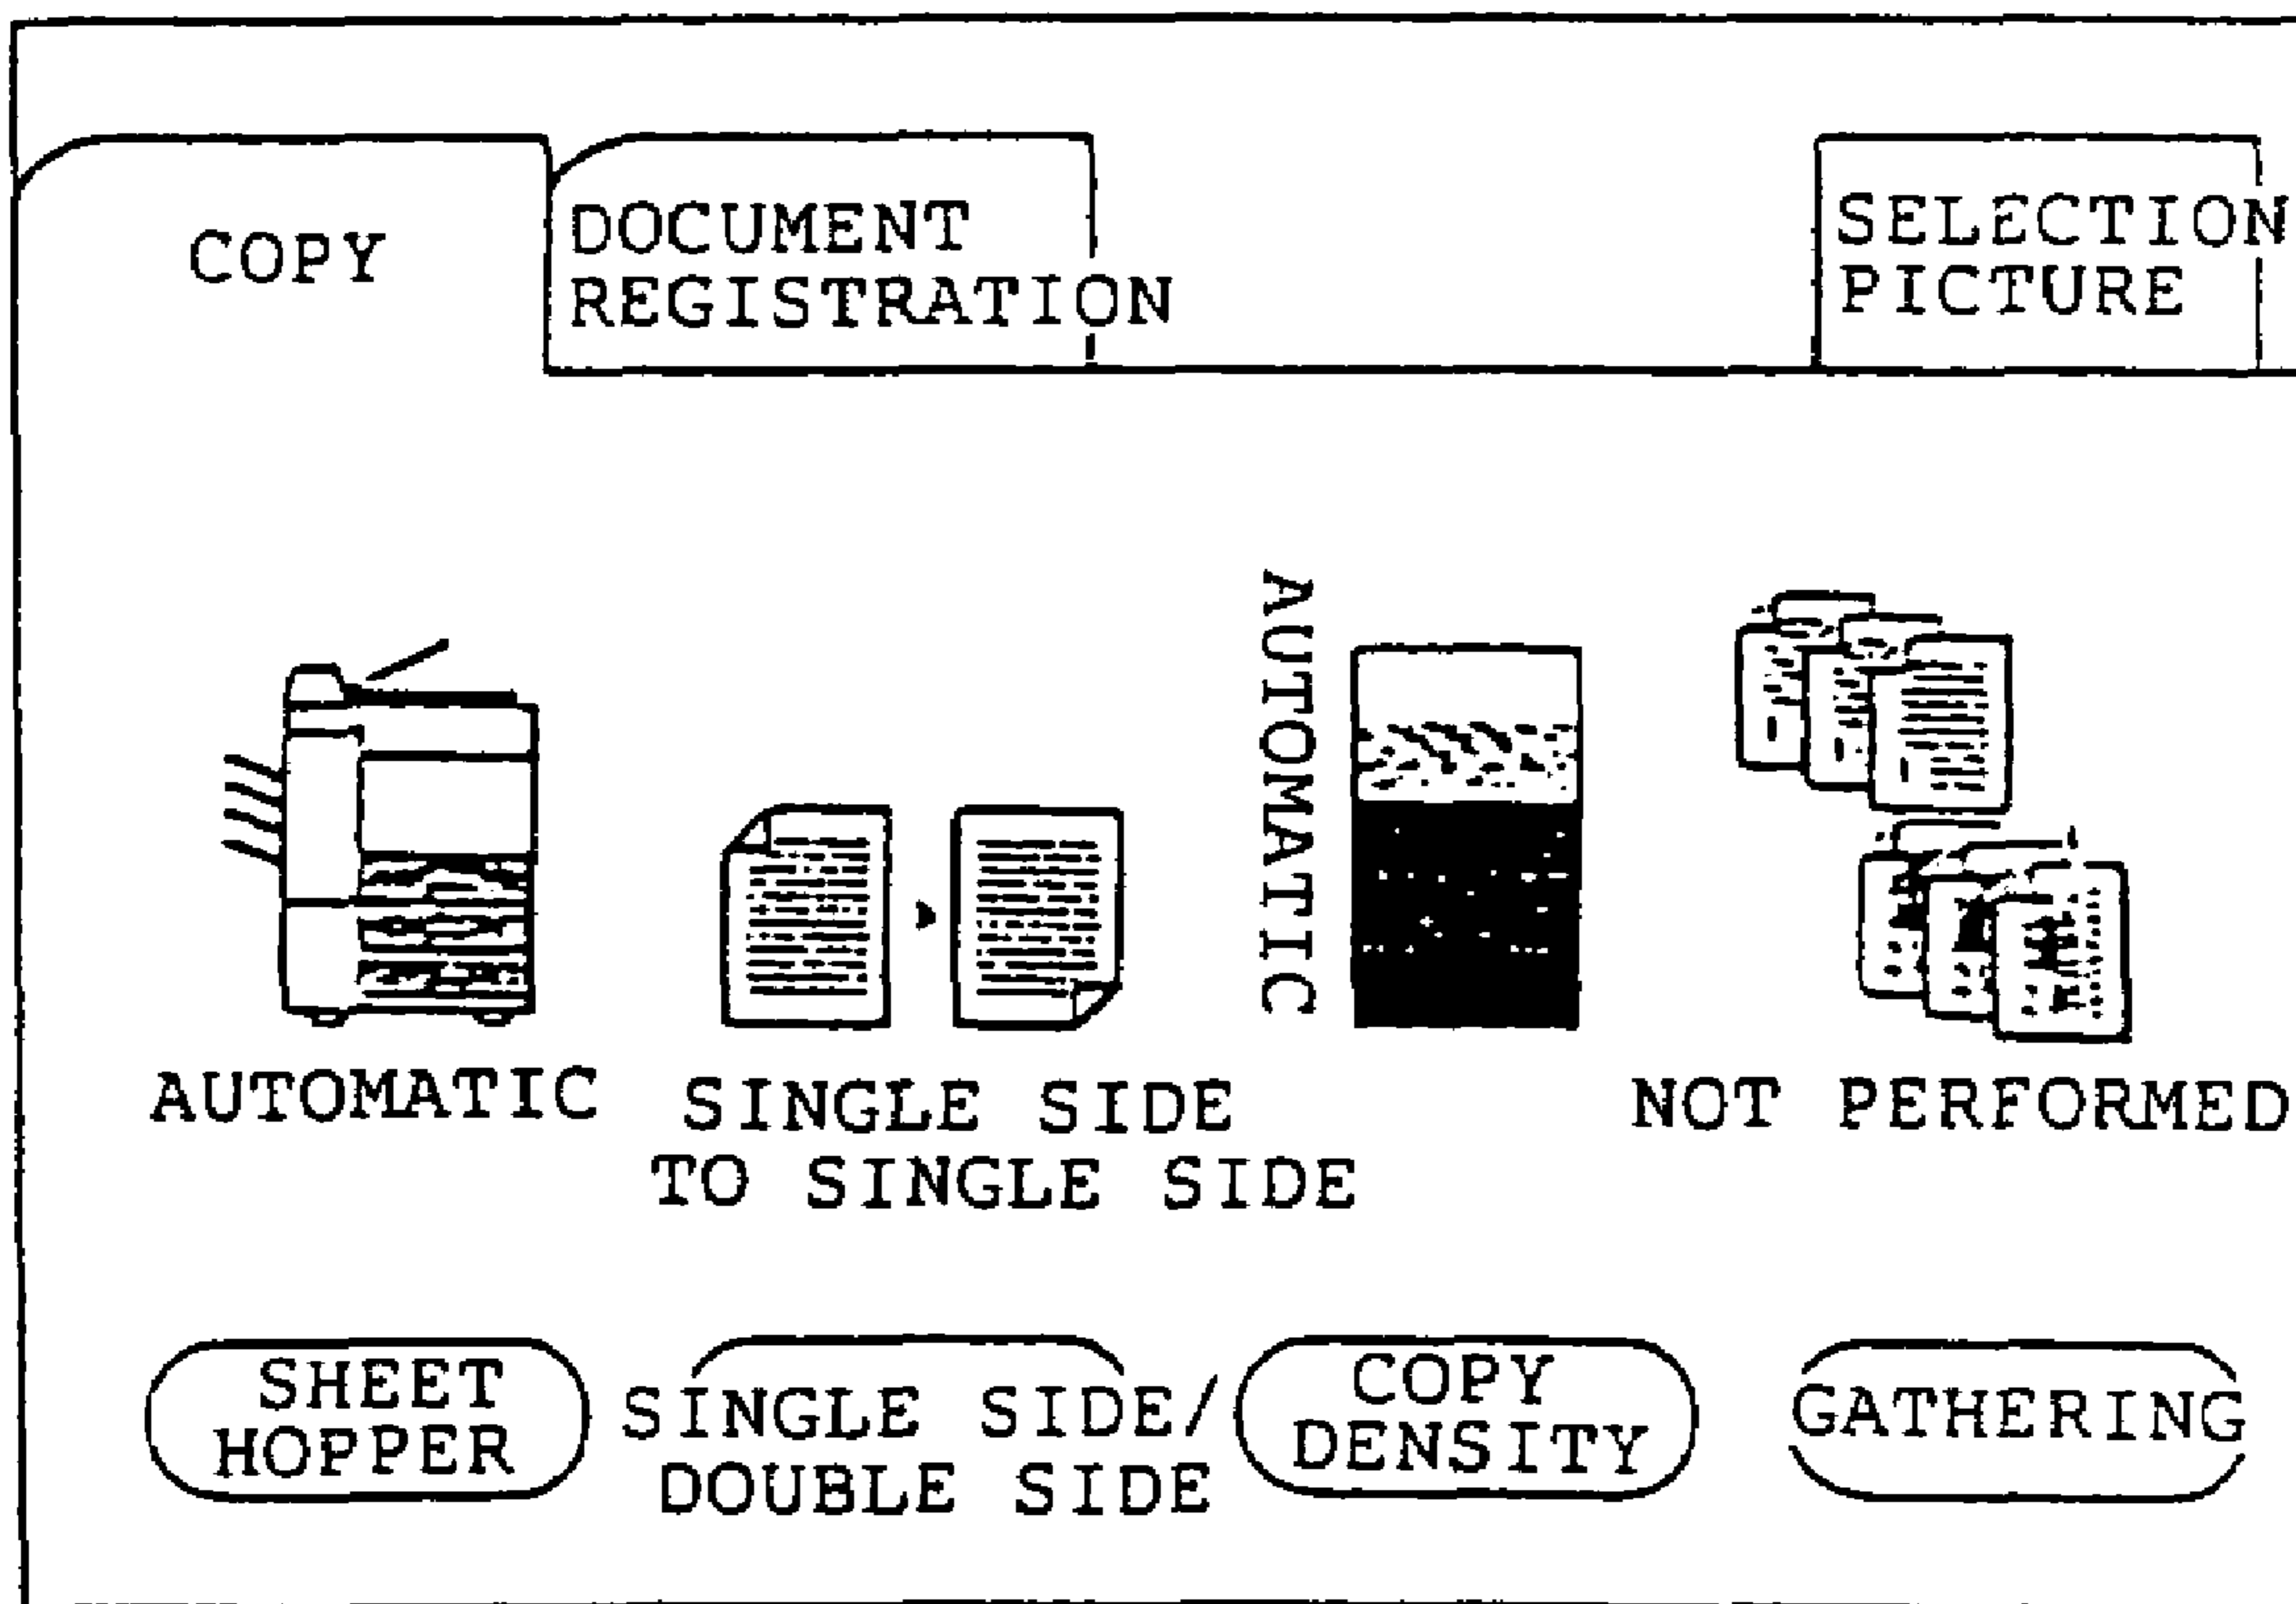 COPY
DOCUMENT
REGISTRATION
SELECTION
PICTURE
AUTOMATIC
AUTOMATIC
SINGLE SIDE
TO SINGLE SIDE
NOT PERFORMED
SHEET
HOPPER
SINGLE SIDE/
DOUBLE SIDE
COPY
DENSITY
GATHERING